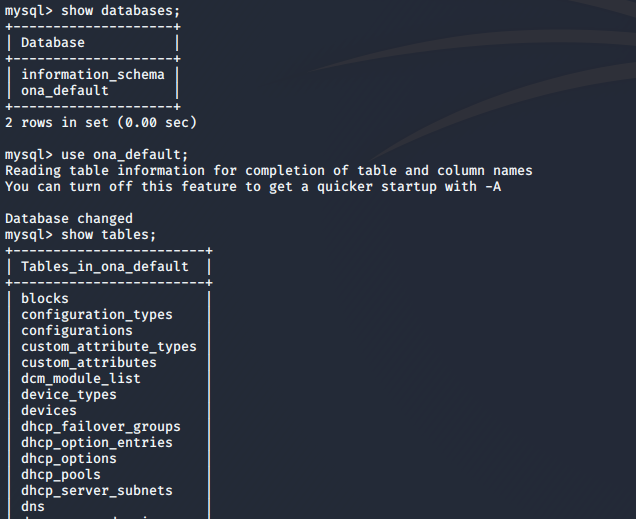 mysql> show databases;
+--------------------+
| Database           |
+--------------------+
| information_schema |
| ona_default        |
+--------------------+
2 rows in set (0.00 sec)
mysql> use ona_default;
Reading table information for completion of table and column names
You can turn off this feature to get a quicker startup with -A
Database changed
mysql> show tables;
+------------------------+
| Tables_in_ona_default  |
+------------------------+
| blocks                 |
| configuration_types    |
| configurations         |
| custom_attribute_types |
| custom_attributes      |
| dcm_module_list        |
| device_types           |
| devices                |
| dhcp_failover_groups   |
| dhcp_option_entries    |
| dhcp_options           |
| dhcp_pools             |
| dhcp_server_subnets    |
| dns                    |